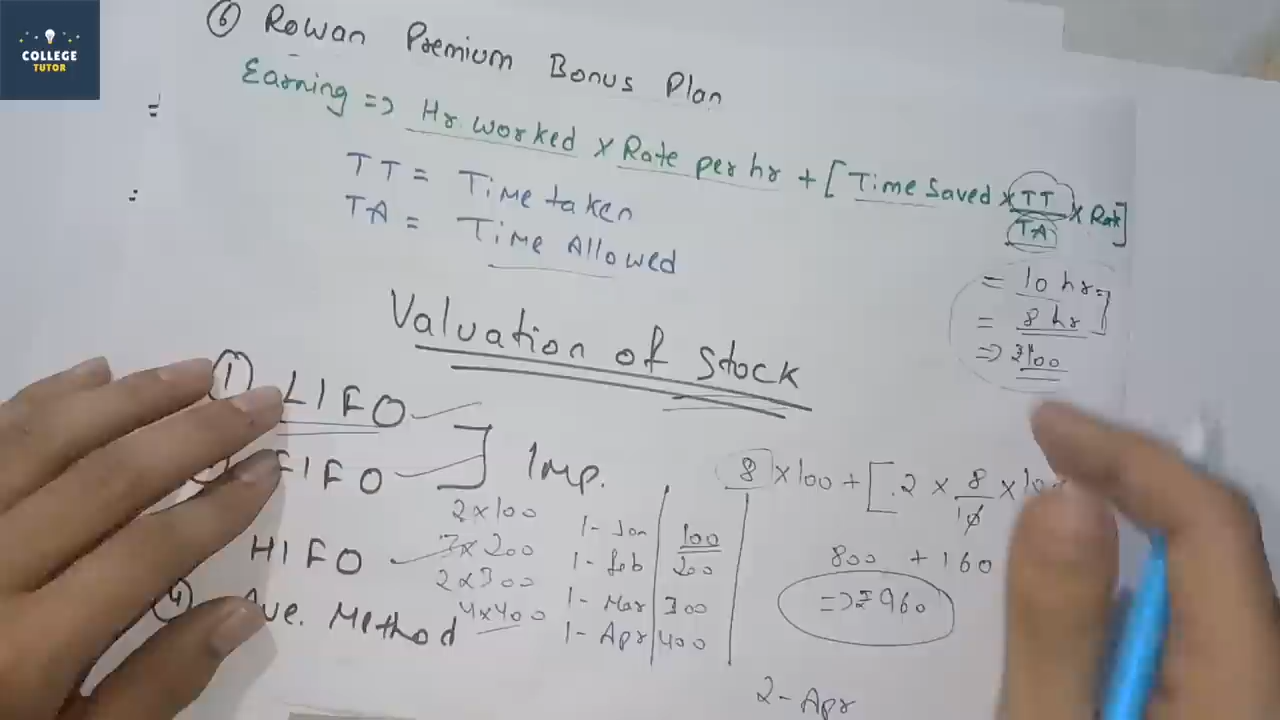 COLLEGE
TUTOR
6 Rowan Premium Bonus Plan
Earning => Hr. worked x Rate per hr + [Time Saved x TT/TA x Rate]
TT = Time taken
TA = Time Allowed
= 10 hr
= 8 hr
=> ₹100
Valuation of Stock
1 LIFO
FIFO
Imp.
HIFO
4 Ave. Method
2x100
3x200
2x300
4x400
1- Jan 100
1- Feb 200
1- Mar 300
1- Apr 400
8 x 100 + [2 x 8/10 x
800 + 160
=> ₹960
2- Apr